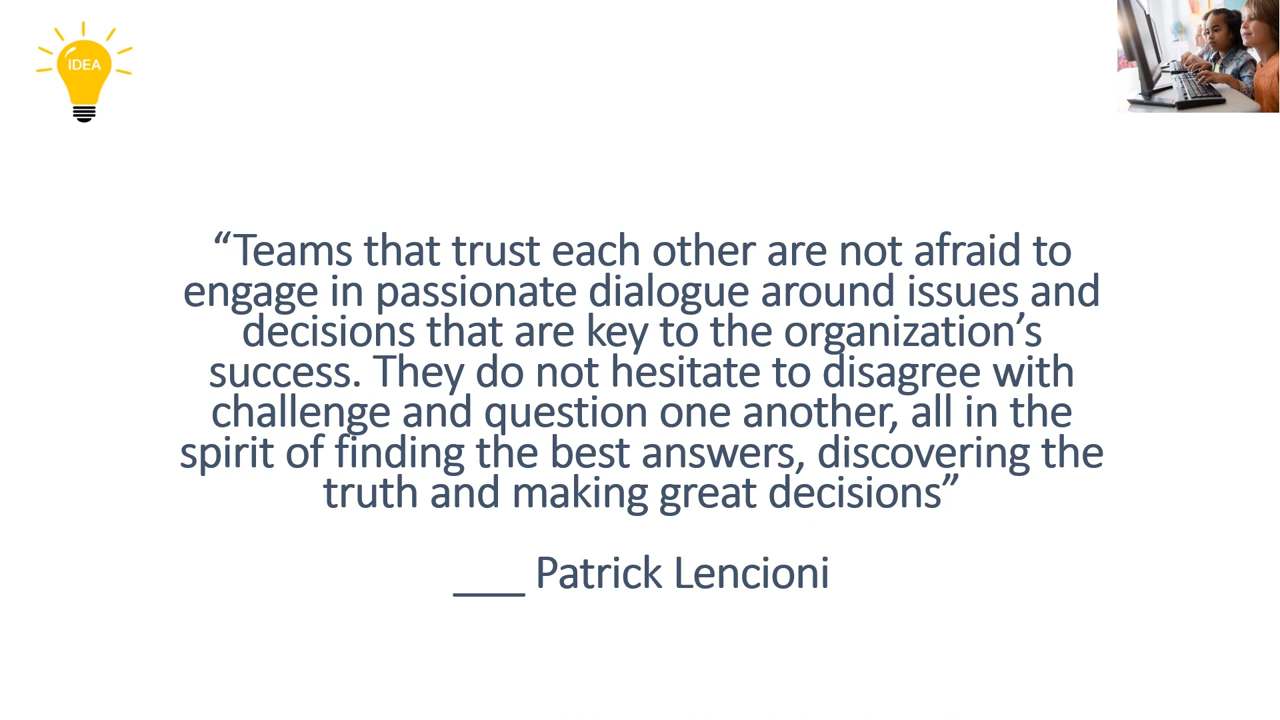 IDEA
“Teams that trust each other are not afraid to
engage in passionate dialogue around issues and
decisions that are key to the organization’s
success. They do not hesitate to disagree with
challenge and question one another, all in the
spirit of finding the best answers, discovering the
truth and making great decisions”
___ Patrick Lencioni